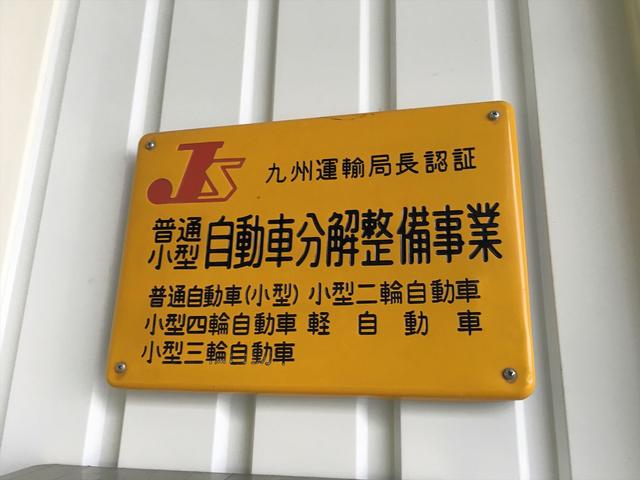 JS 九州運輸局長認証
普通
小型 自動車分解整備事業
普通自動車(小型) 小型二輪自動車
小型四輪自動車 軽自動車
小型三輪自動車